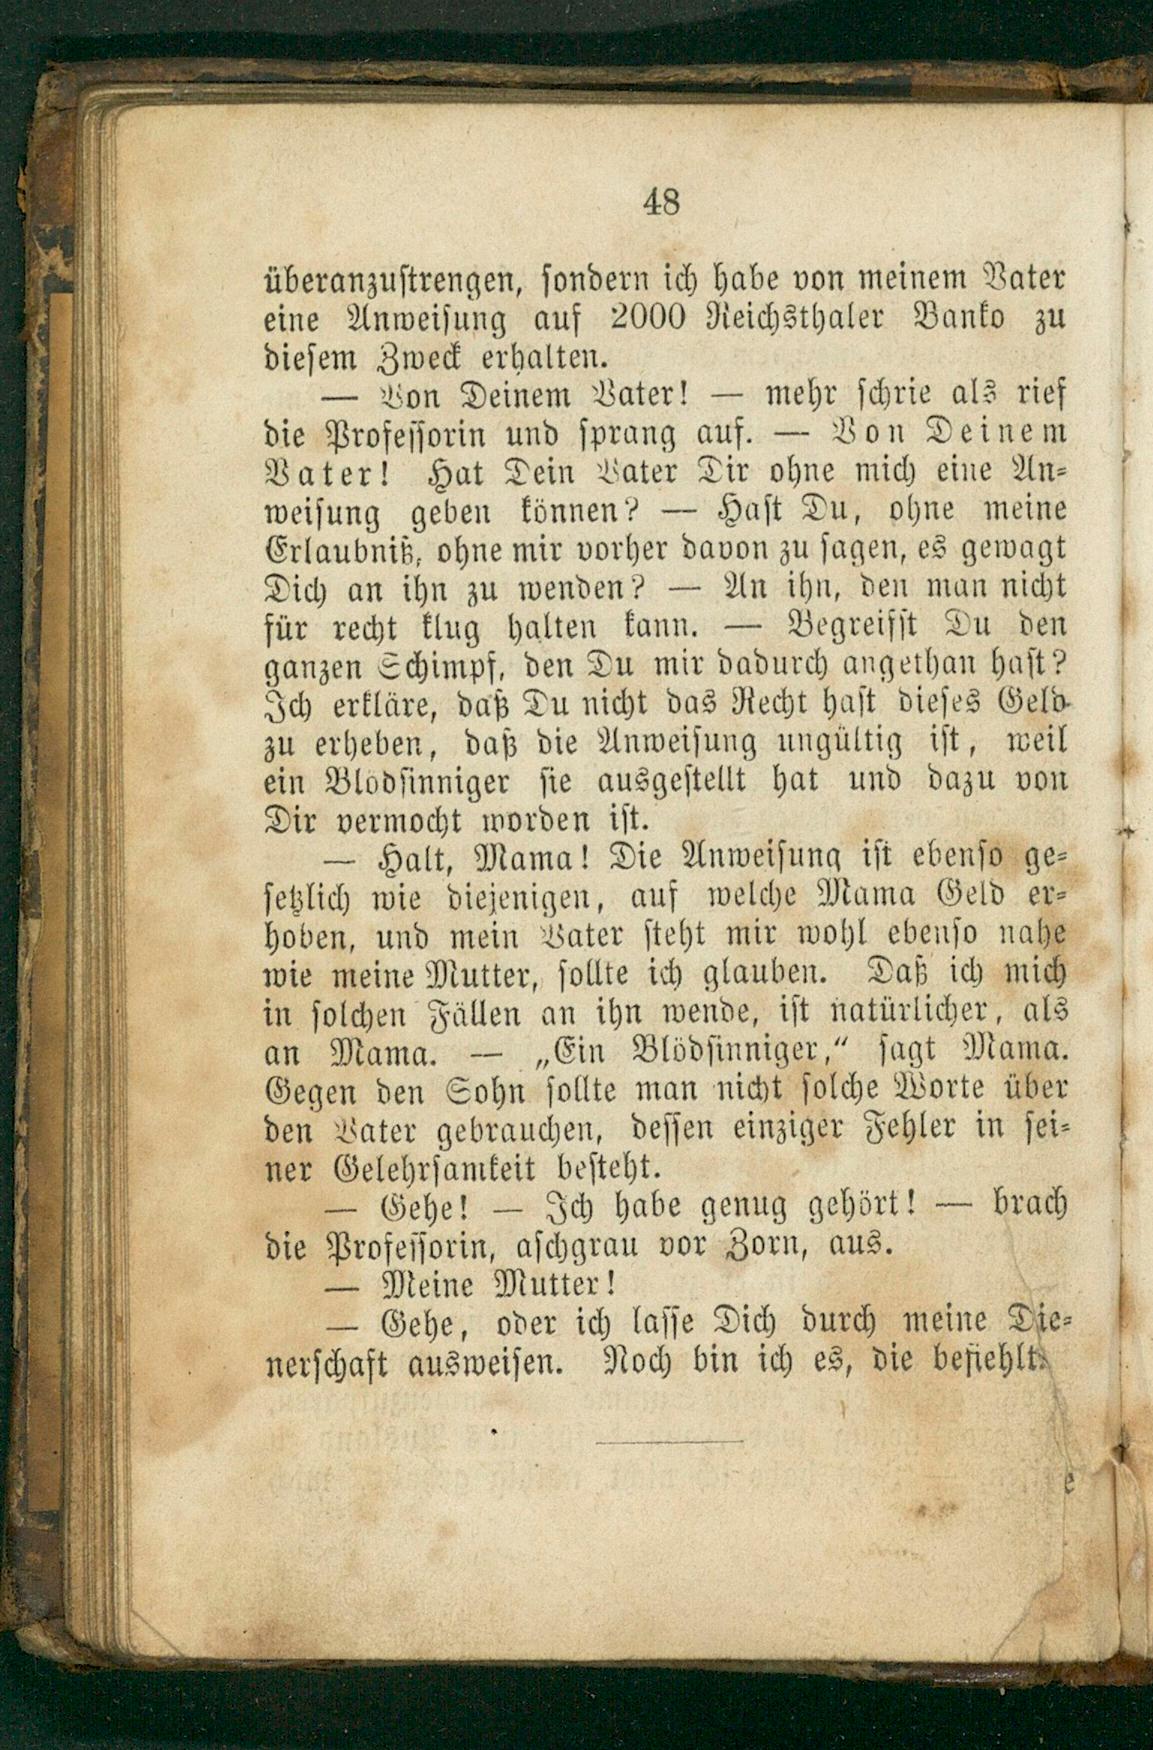 48
überanzustrengen, sondern ich habe von meinem Vater
eine Anweisung auf 2000 Reichsthaler Banko zu
diesem Zweck erhalten.
— Von Deinem Vater! — mehr schrie als rief
die Professorin und sprang auf. — Von Deinem
Vater! Hat Dein Vater Dir ohne mich eine An-
weisung geben können? — Hast Du, ohne meine
Erlaubniß, ohne mir vorher davon zu sagen, es gewagt
Dich an ihn zu wenden? — An ihn, den man nicht
für recht klug halten kann. — Begreifst Du den
ganzen Schimpf, den Du mir dadurch angethan hast?
Ich erkläre, daß Du nicht das Recht hast dieses Geld
zu erheben, daß die Anweisung ungültig ist, weil
ein Blödsinniger sie ausgestellt hat und dazu von
Dir vermocht worden ist.
— Halt, Mama! Die Anweisung ist ebenso ge-
setzlich wie diejenigen, auf welche Mama Geld er-
hoben, und mein Vater steht mir wohl ebenso nahe
wie meine Mutter, sollte ich glauben. Daß ich mich
in solchen Fällen an ihn wende, ist natürlicher, als
an Mama. — „Ein Blödsinniger,“ sagt Mama.
Gegen den Sohn sollte man nicht solche Worte über
den Vater gebrauchen, dessen einziger Fehler in sei-
ner Gelehrsamkeit besteht.
— Gehe! — Ich habe genug gehört! — brach
die Professorin, aschgrau vor Zorn, aus.
— Meine Mutter!
— Gehe, oder ich lasse Dich durch meine Die-
nerschaft ausweisen. Noch bin ich es, die befiehlt.